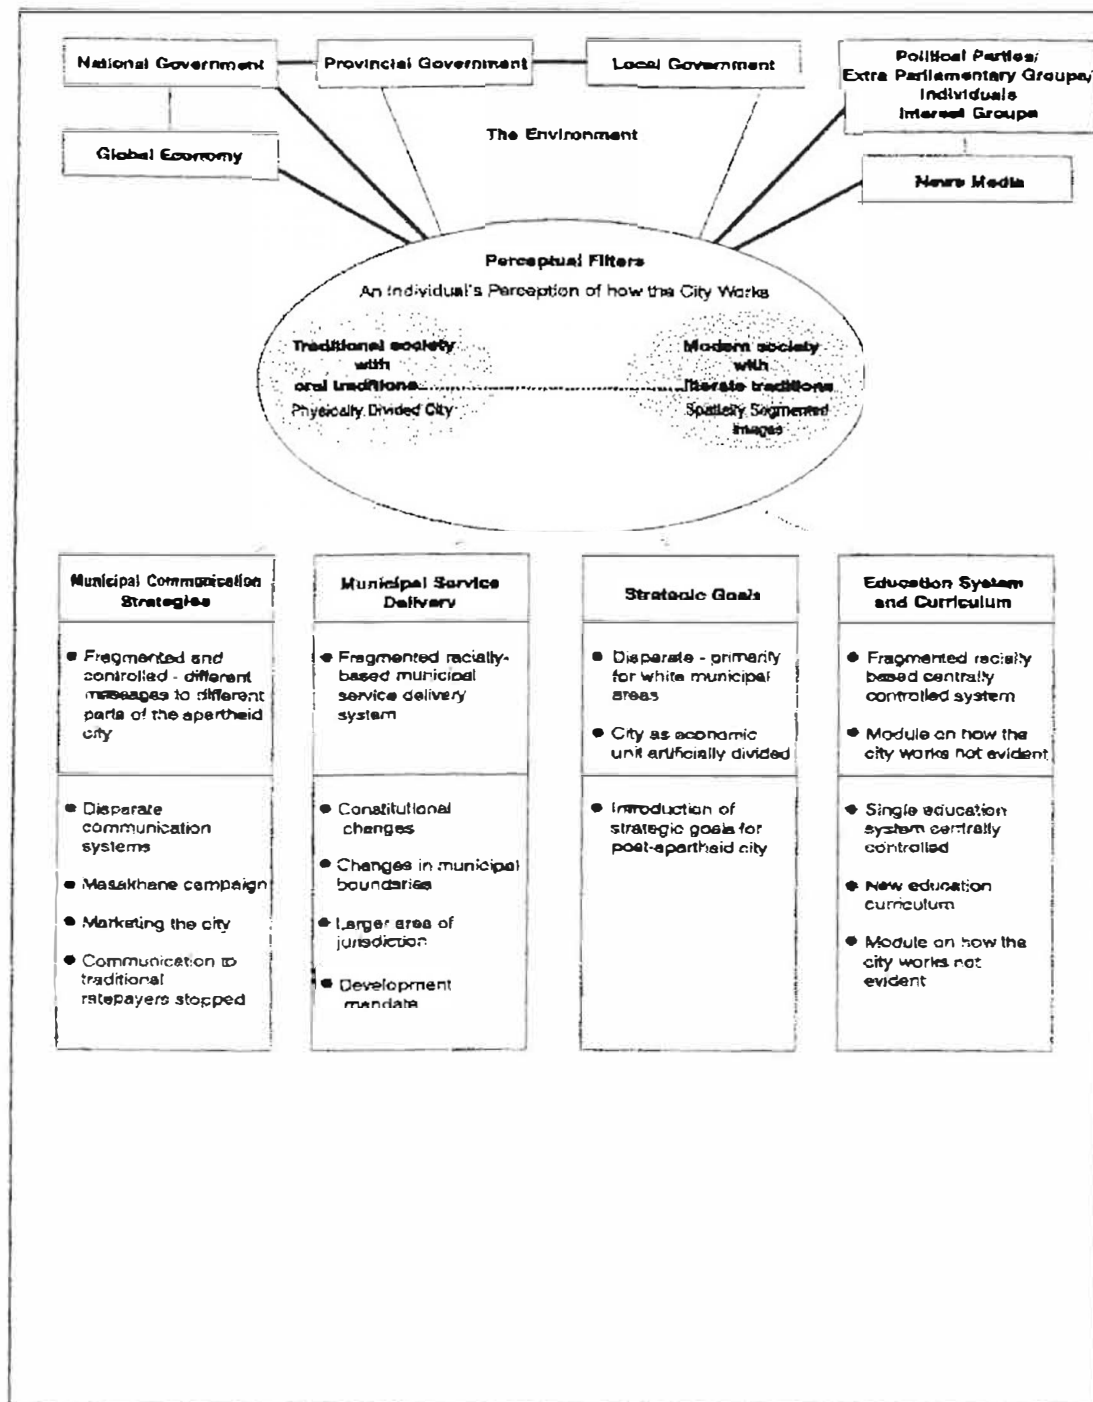 National Government
Provincial Government
Local Government
Political Parties/
Extra Parliamentary Groups/
Individuals
Interest Groups
The Environment
Global Economy
News Media
Perceptual Filters
An Individual's Perception of how the City Works
Traditional society
with
oral traditions
Physically Divided City
Modern society
with
literate traditions
Spatially Segmented
Images
Municipal Communication
Strategies
• Fragmented and
controlled - different
messages to different
parts of the apartheid
city
• Disparate
communication
systems
• Masakhane campaign
• Marketing the city
• Communication to
traditional
ratepayers stopped
Municipal Service
Delivery
• Fragmented racially-
based municipal
service delivery
system
• Constitutional
changes
• Changes in municipal
boundaries
• Larger area of
jurisdiction
• Development
mandate
Strategic Goals
• Disparate - primarily
for white municipal
areas
• City as economic
unit artificially divided
• Introduction of
strategic goals for
post-apartheid city
Education System
and Curriculum
• Fragmented racially
based centrally
controlled system
• Module on how the
city works not evident
• Single education
system centrally
controlled
• New education
curriculum
• Module on how the
city works not
evident